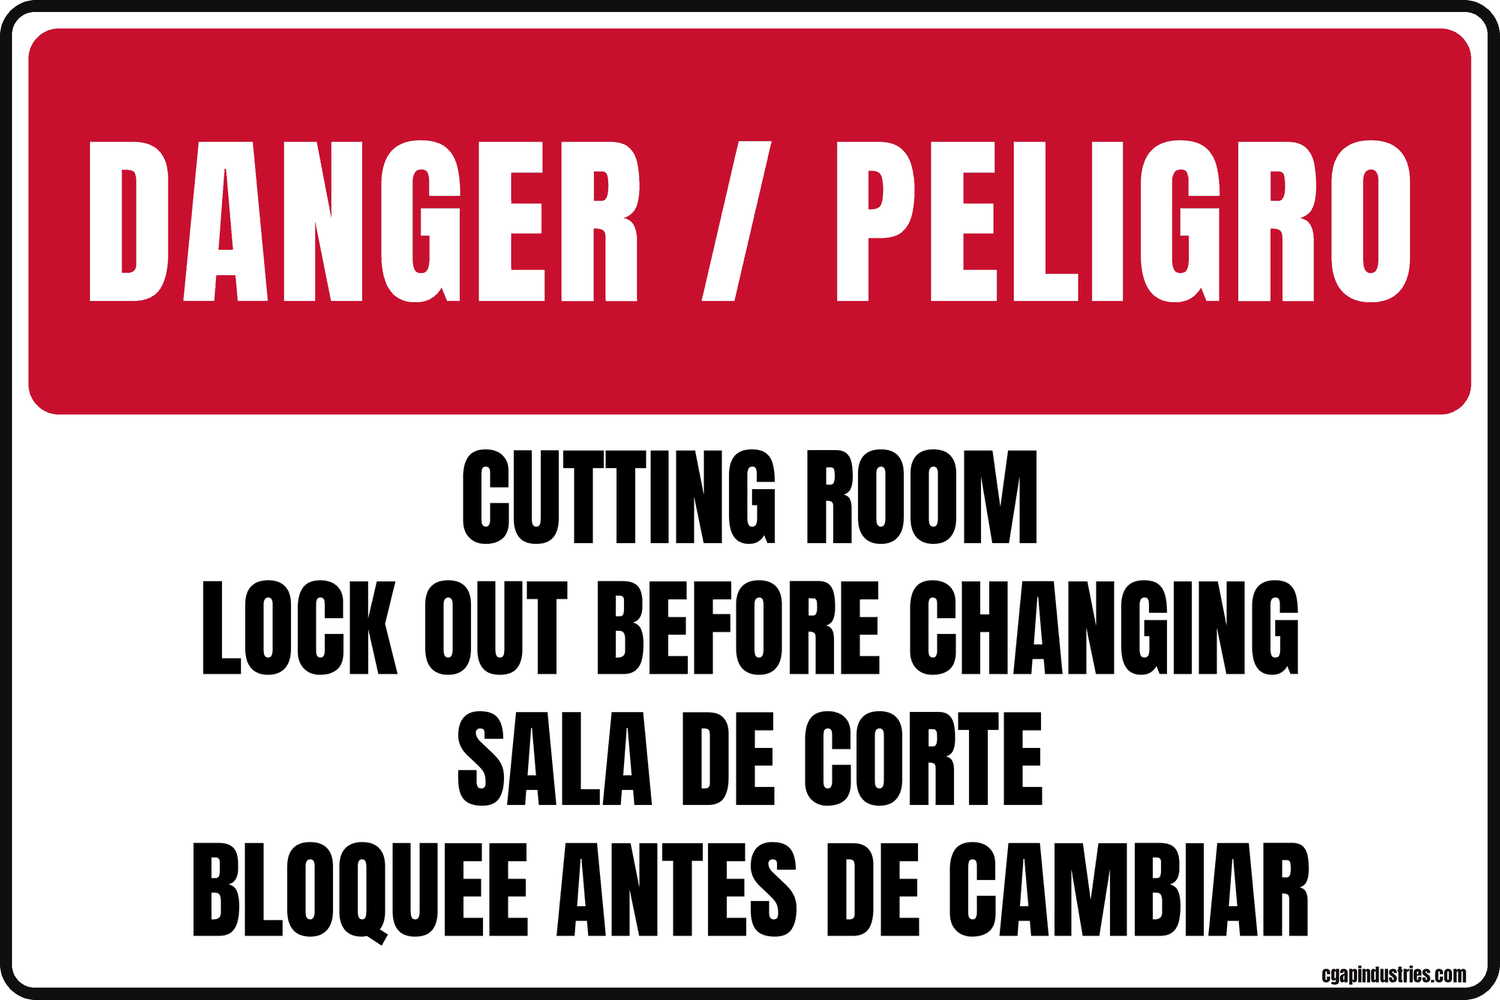 DANGER / PELIGRO
CUTTING ROOM
LOCK OUT BEFORE CHANGING
SALA DE CORTE
BLOQUEE ANTES DE CAMBIAR
cgapindustries.com